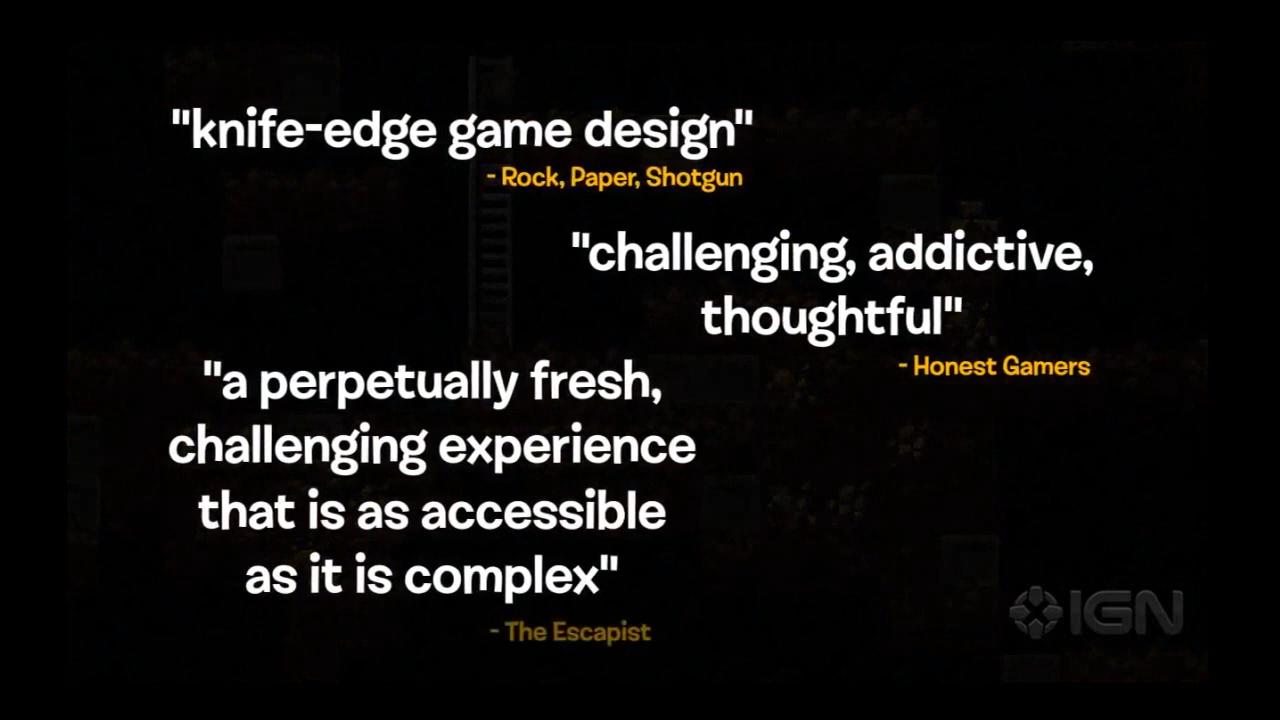 "knife-edge game design"
- Rock, Paper, Shotgun
"challenging, addictive,
thoughtful"
- Honest Gamers
"a perpetually fresh,
challenging experience
that is as accessible
as it is complex"
- The Escapist
IGN